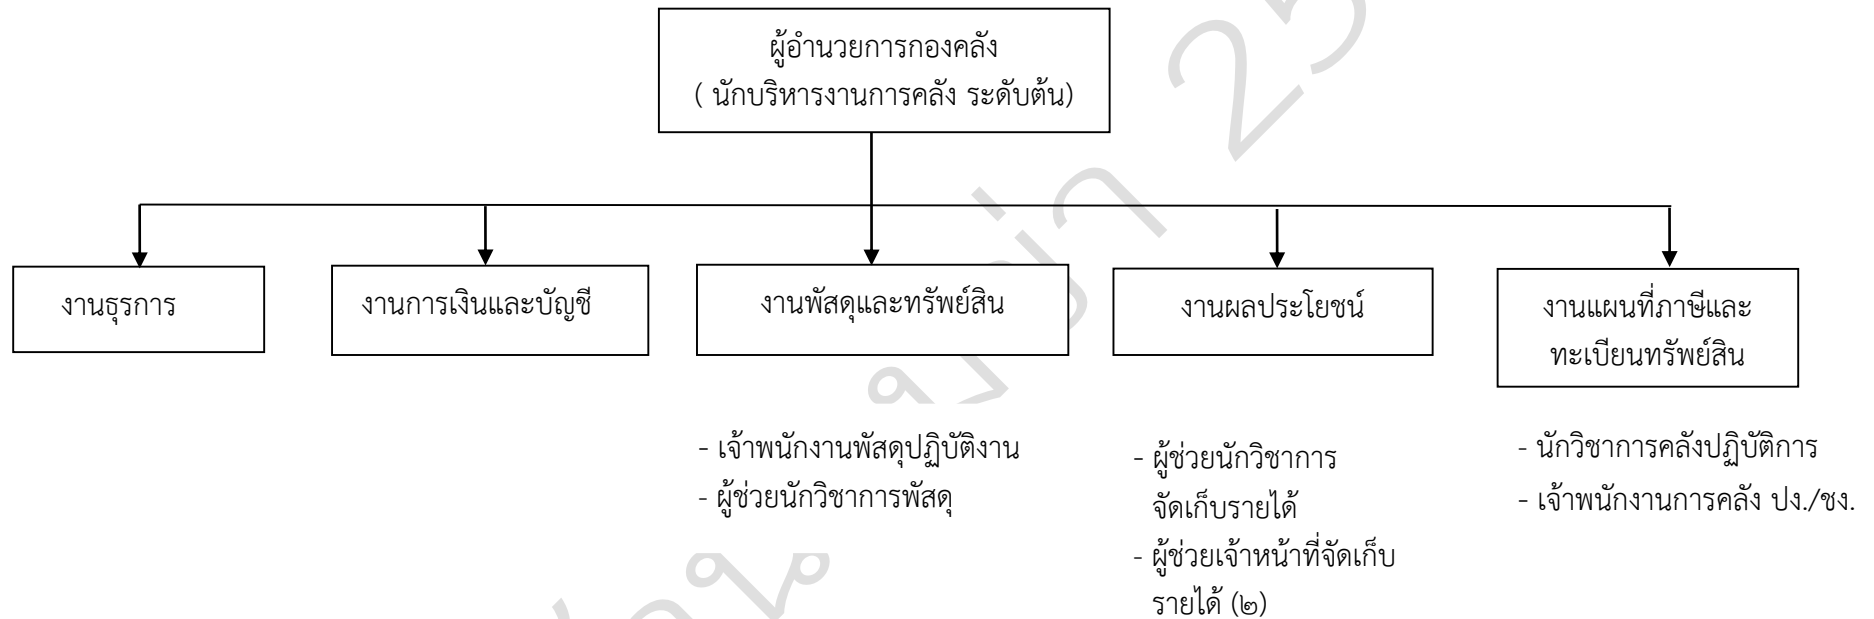 ผู้อำนวยการกองคลัง
( นักบริหารงานการคลัง ระดับต้น)
งานธุรการ
งานการเงินและบัญชี
งานพัสดุและทรัพย์สิน
งานผลประโยชน์
งานแผนที่ภาษีและ
ทะเบียนทรัพย์สิน
- เจ้าพนักงานพัสดุปฏิบัติงาน
- ผู้ช่วยนักวิชาการพัสดุ
- ผู้ช่วยนักวิชาการ
จัดเก็บรายได้
- ผู้ช่วยเจ้าหน้าที่จัดเก็บ
รายได้ (๒)
- นักวิชาการคลังปฏิบัติการ
- เจ้าพนักงานการคลัง ปง./ชง.